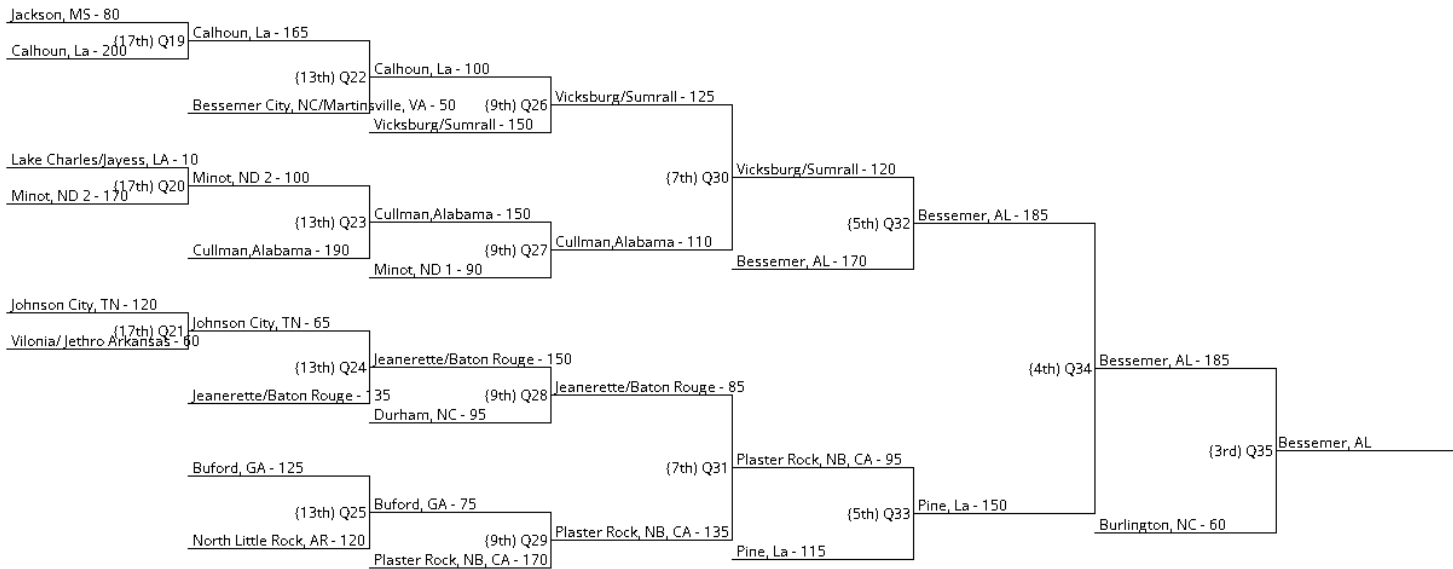 Jackson, MS - 80
{17th) Q19
Calhoun, La - 200
Calhoun, La - 165
{13th) Q22
Bessemer City, NC/Martinsville, VA - 50
Calhoun, La - 100
{9th) Q26
Vicksburg/Sumrall - 150
Vicksburg/Sumrall - 125
Lake Charles/Jayess, LA - 10
{17th) Q20
Minot, ND 2 - 170
Minot, ND 2 - 100
{13th) Q23
Cullman,Alabama - 190
Cullman,Alabama - 150
{9th) Q27
Minot, ND 1 - 90
Cullman,Alabama - 110
{7th) Q30
Vicksburg/Sumrall - 120
{5th) Q32
Bessemer, AL - 170
Bessemer, AL - 185
Johnson City, TN - 120
{17th) Q21
Vilonia/ Jethro Arkansas - 60
Johnson City, TN - 65
{13th) Q24
Jeanerette/Baton Rouge - 135
Jeanerette/Baton Rouge - 150
{9th) Q28
Durham, NC - 95
Jeanerette/Baton Rouge - 85
Buford, GA - 125
{13th) Q25
North Little Rock, AR - 120
Buford, GA - 75
{9th) Q29
Plaster Rock, NB, CA - 170
Plaster Rock, NB, CA - 135
{7th) Q31
Plaster Rock, NB, CA - 95
{5th) Q33
Pine, La - 115
Pine, La - 150
{4th) Q34
Bessemer, AL - 185
{3rd) Q35
Burlington, NC - 60
Bessemer, AL